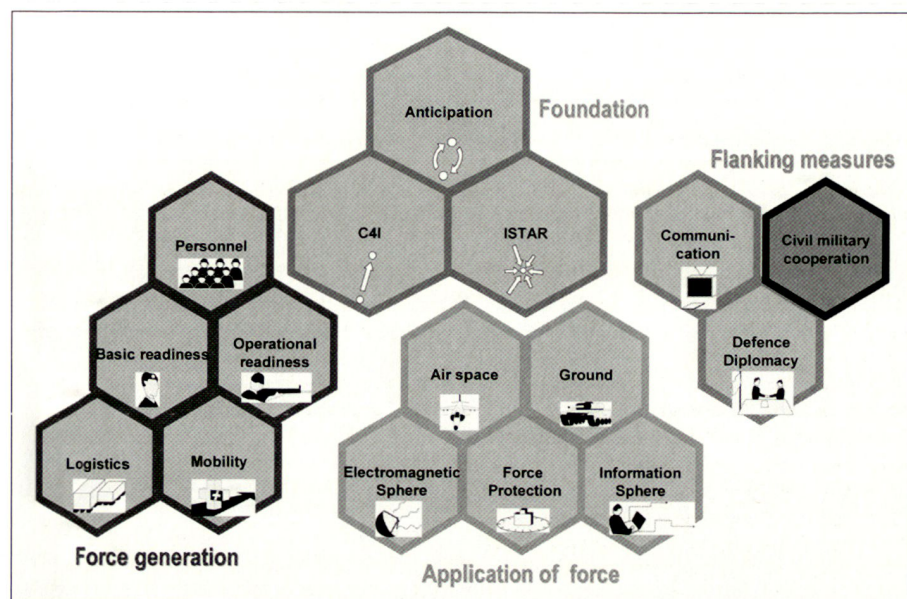 Anticipation
Foundation
C4I
ISTAR
Flanking measures
Communi-
cation
Civil military
cooperation
Defence
Diplomacy
Personnel
Basic readiness
Operational
readiness
Logistics
Mobility
Force generation
Air space
Ground
Electromagnetic
Sphere
Force
Protection
Information
Sphere
Application of force